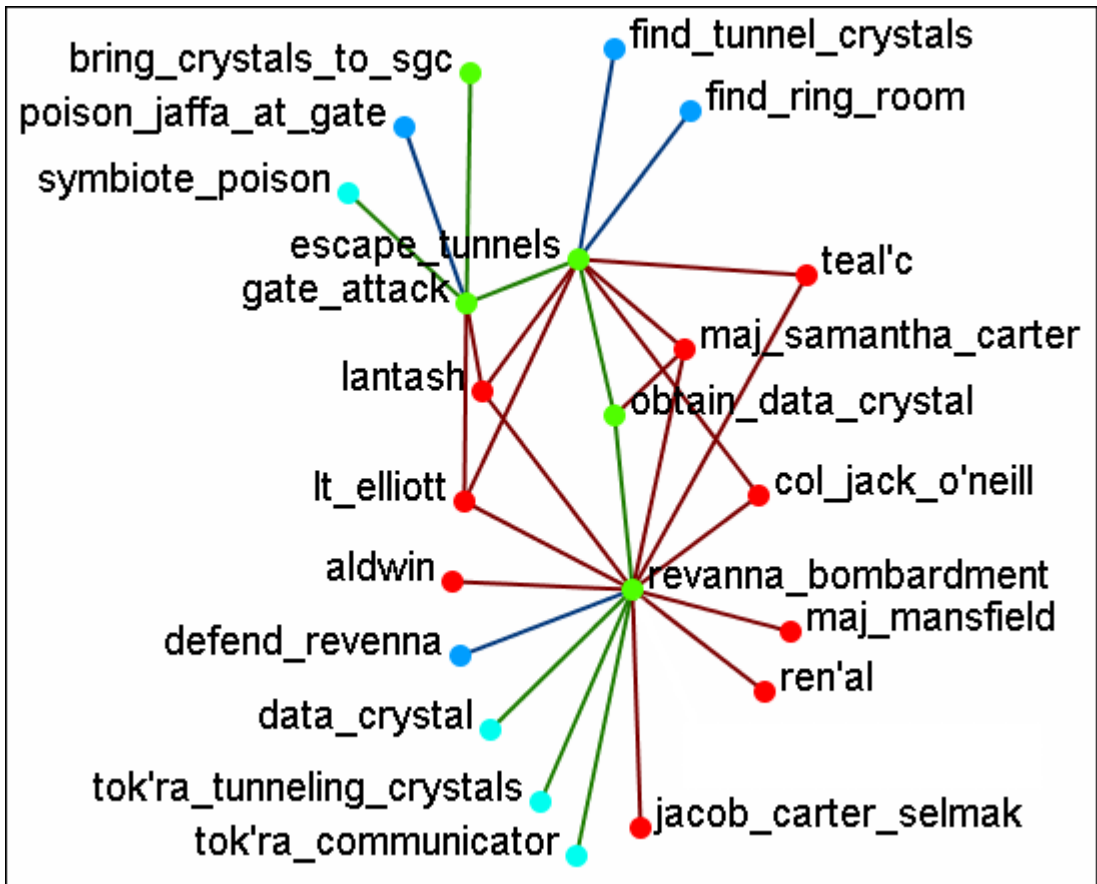 find_tunnel_crystals
bring_crystals_to_sgc
find_ring_room
poison_jaffa_at_gate
symbiote_poison
escape_tunnels
teal'c
gate_attack
maj_samantha_carter
lantash
obtain_data_crystal
lt_elliott
col_jack_o'neill
aldwin
revanna_bombardment
maj_mansfield
defend_revenna
ren'al
data_crystal
tok'ra_tunneling_crystals
jacob_carter_selmak
tok'ra_communicator